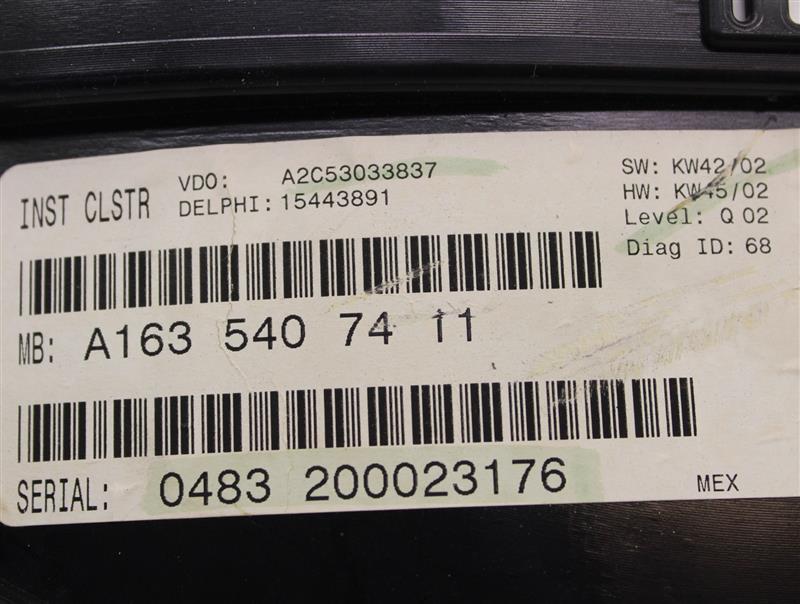 INST CLSTR VDO: A2C53033837
DELPHI: 15443891
SW: KW42/02
HW: KW45/02
Level: Q 02
Diag ID: 68
MB: A163 540 74 11
SERIAL: 0483 200023176
MEX